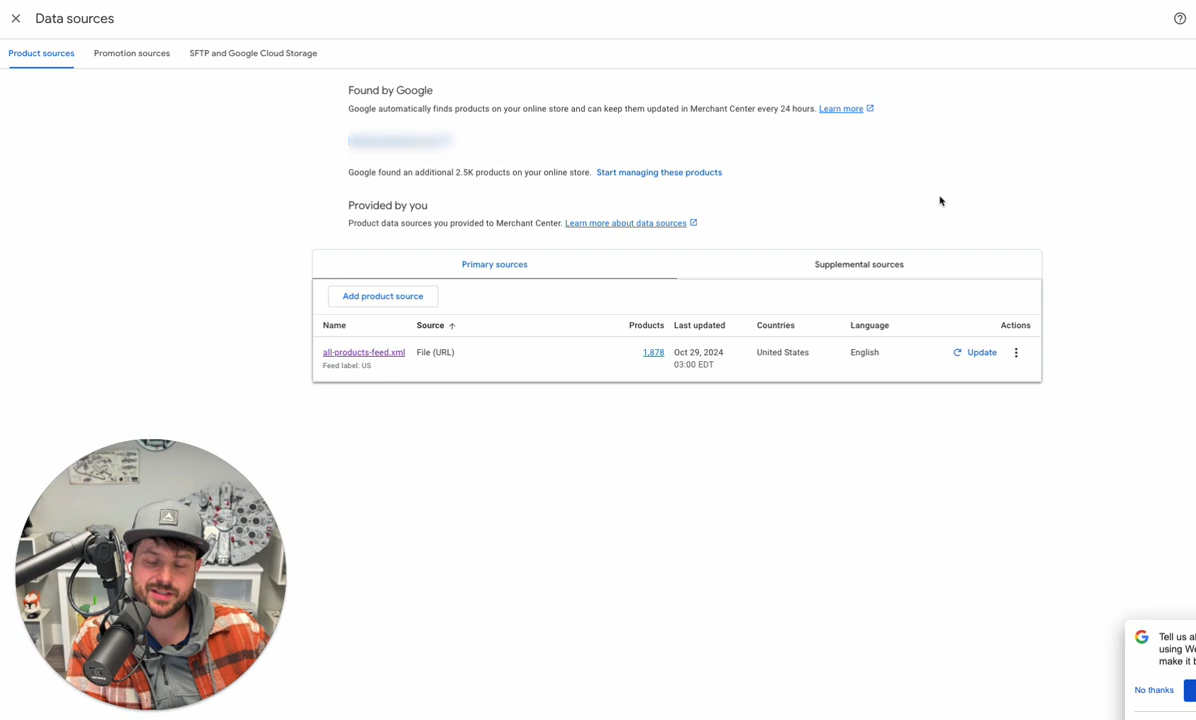 Data sources
Product sources
Promotion sources
SFTP and Google Cloud Storage
Found by Google
Google automatically finds products on your online store and can keep them updated in Merchant Center every 24 hours. Learn more
Google found an additional 2.5K products on your online store. Start managing these products
Provided by you
Product data sources you provided to Merchant Center. Learn more about data sources
Primary sources
Supplemental sources
Add product source
Name Source Products Last updated Countries Language Actions
all-products-feed.xml File (URL) 1,878 Oct 29, 2024 United States English Update
Feed label: US 03:00 EDT
Tell us
using
make it
No thanks